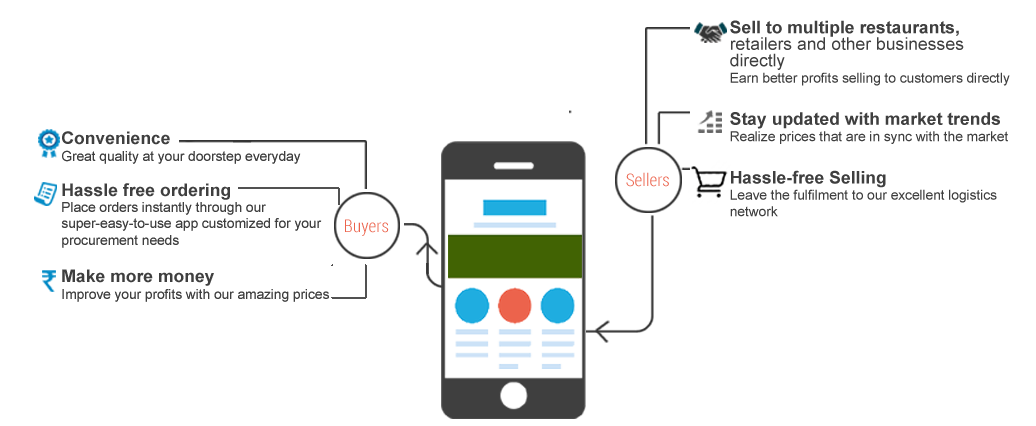 Convenience
Great quality at your doorstep everyday
Hassle free ordering
Place orders instantly through our
super-easy-to-use app customized for your
procurement needs
Make more money
Improve your profits with our amazing prices
Buyers
Sellers
Sell to multiple restaurants,
retailers and other businesses
directly
Earn better profits selling to customers directly
Stay updated with market trends
Realize prices that are in sync with the market
Hassle-free Selling
Leave the fulfilment to our excellent logistics
network